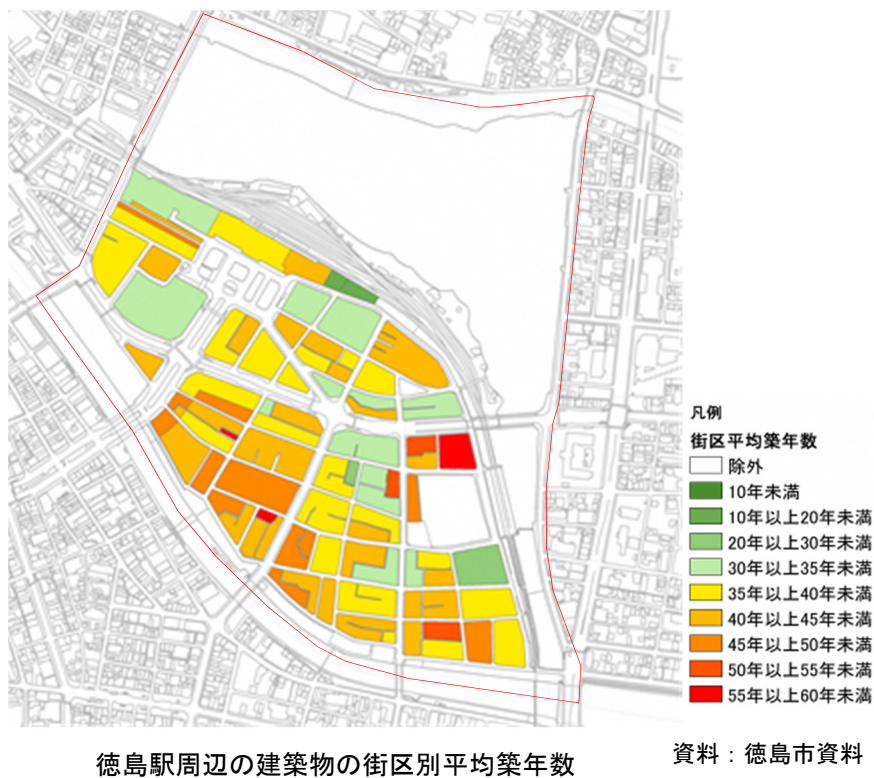 凡例
街区平均築年数
除外
10年未満
10年以上20年未満
20年以上30年未満
30年以上35年未満
35年以上40年未満
40年以上45年未満
45年以上50年未満
50年以上55年未満
55年以上60年未満
徳島駅周辺の建築物の街区別平均築年数
資料：徳島市資料